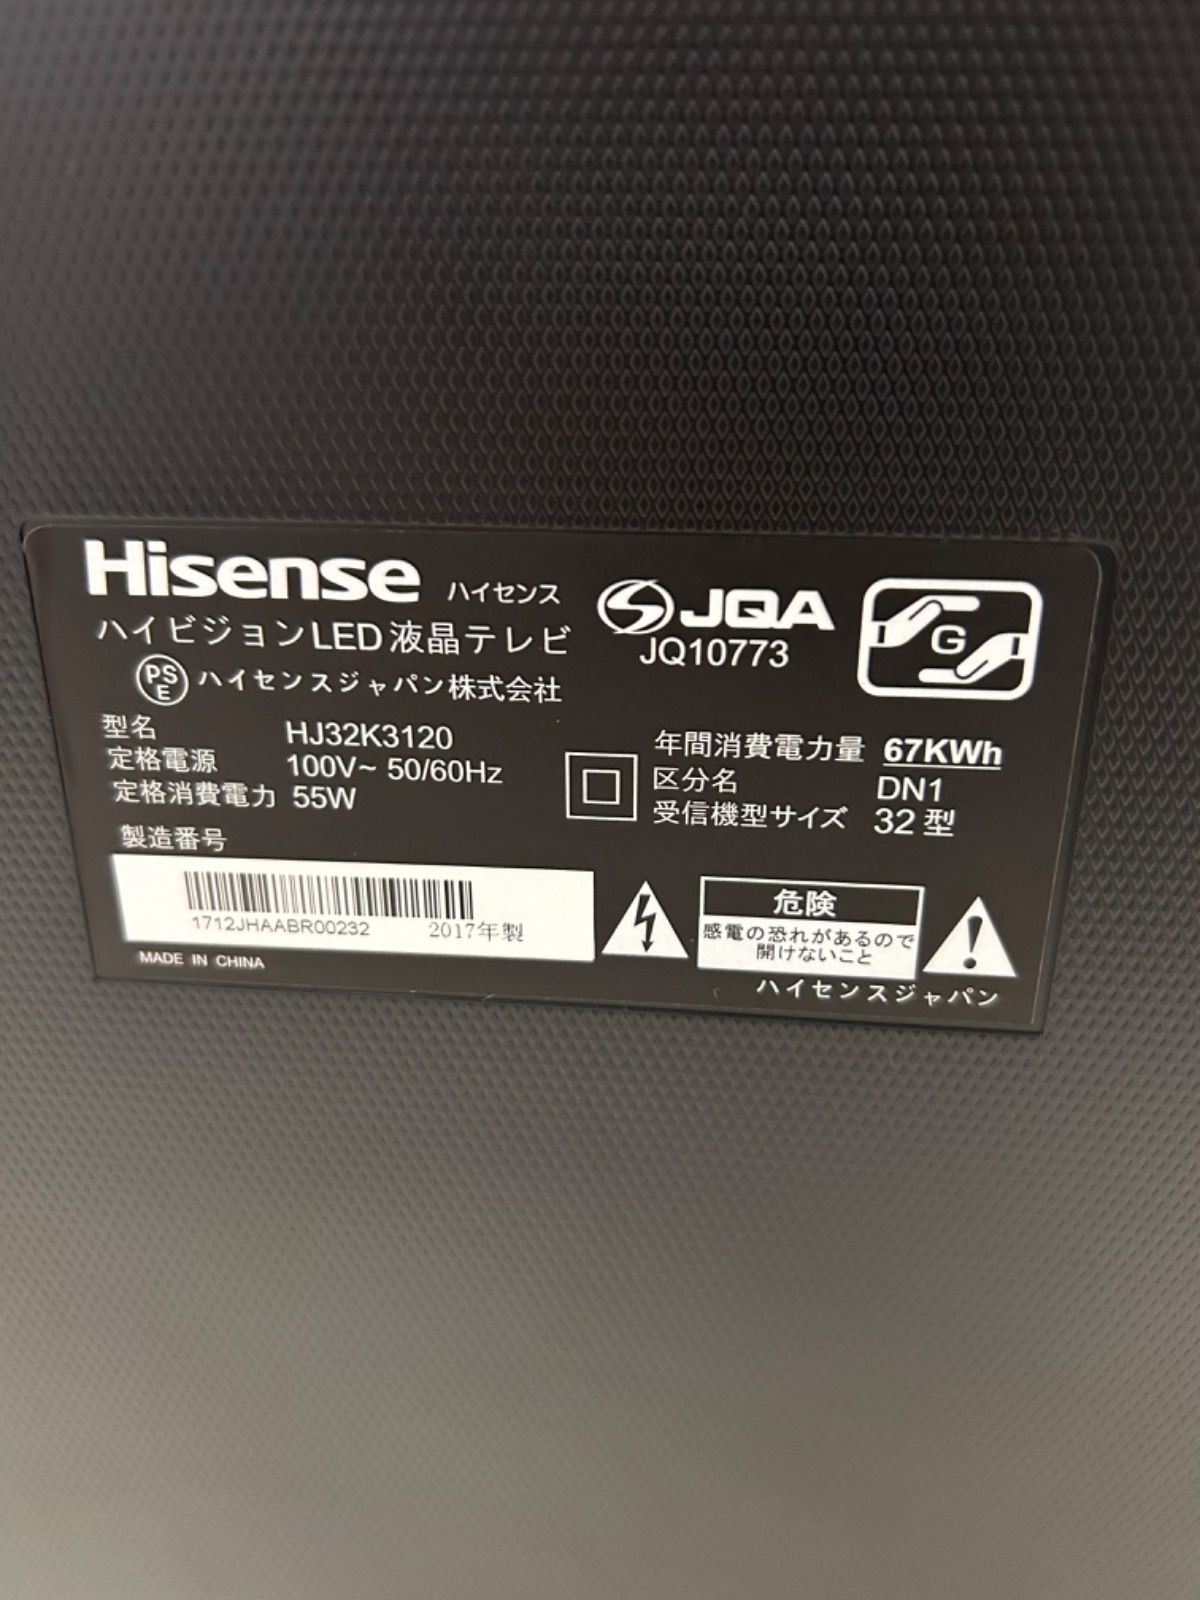 Hisense ハイセンス
ハイビジョンLED液晶テレビ
PSE ハイセンスジャパン株式会社
JQA
JQ10773
G
型名 HJ32K3120
定格電源 100V~ 50/60Hz
定格消費電力 55W
年間消費電力量 67KWh
区分名 DN1
受信機型サイズ 32型
製造番号
1712JHAABR00232 2017年製
MADE IN CHINA
危険
感電の恐れがあるので
開けないこと
ハイセンスジャパン